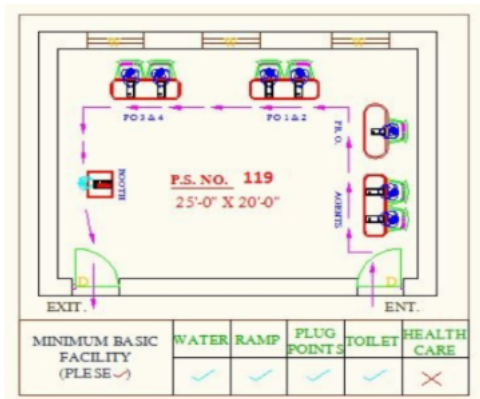 W W W
PO 3 & 4
PO 1 & 2
PR. O.
BOOTH
P.S. NO. 119
25'-0" X 20'-0"
AGENTS
D
D
EXIT.
ENT.
MINIMUM BASIC
FACILITY
(PLESE✓)
WATER
RAMP
PLUG
POINTS
TOILET
HEALTH
CARE
✓ ✓ ✓ ✓ X